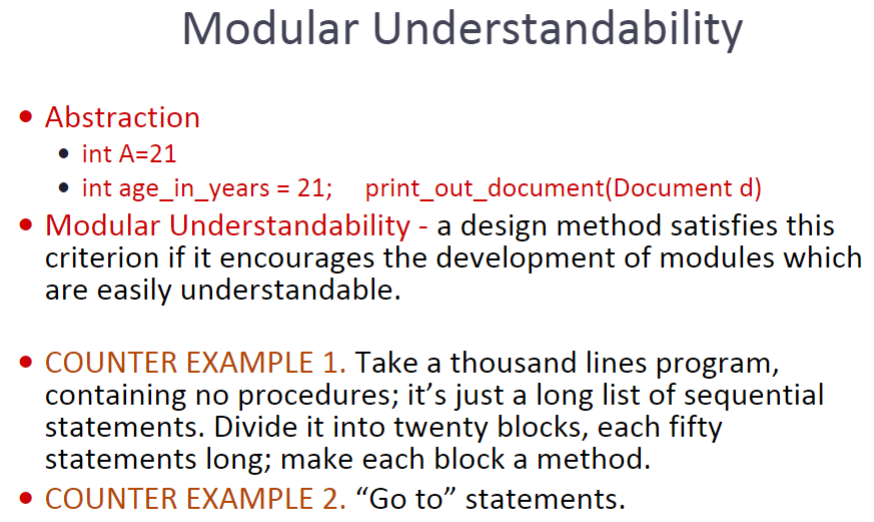 Modular Understandability
• Abstraction
• int A=21
• int age_in_years = 21; print_out_document(Document d)
• Modular Understandability - a design method satisfies this
criterion if it encourages the development of modules which
are easily understandable.
• COUNTER EXAMPLE 1. Take a thousand lines program,
containing no procedures; it’s just a long list of sequential
statements. Divide it into twenty blocks, each fifty
statements long; make each block a method.
• COUNTER EXAMPLE 2. “Go to” statements.